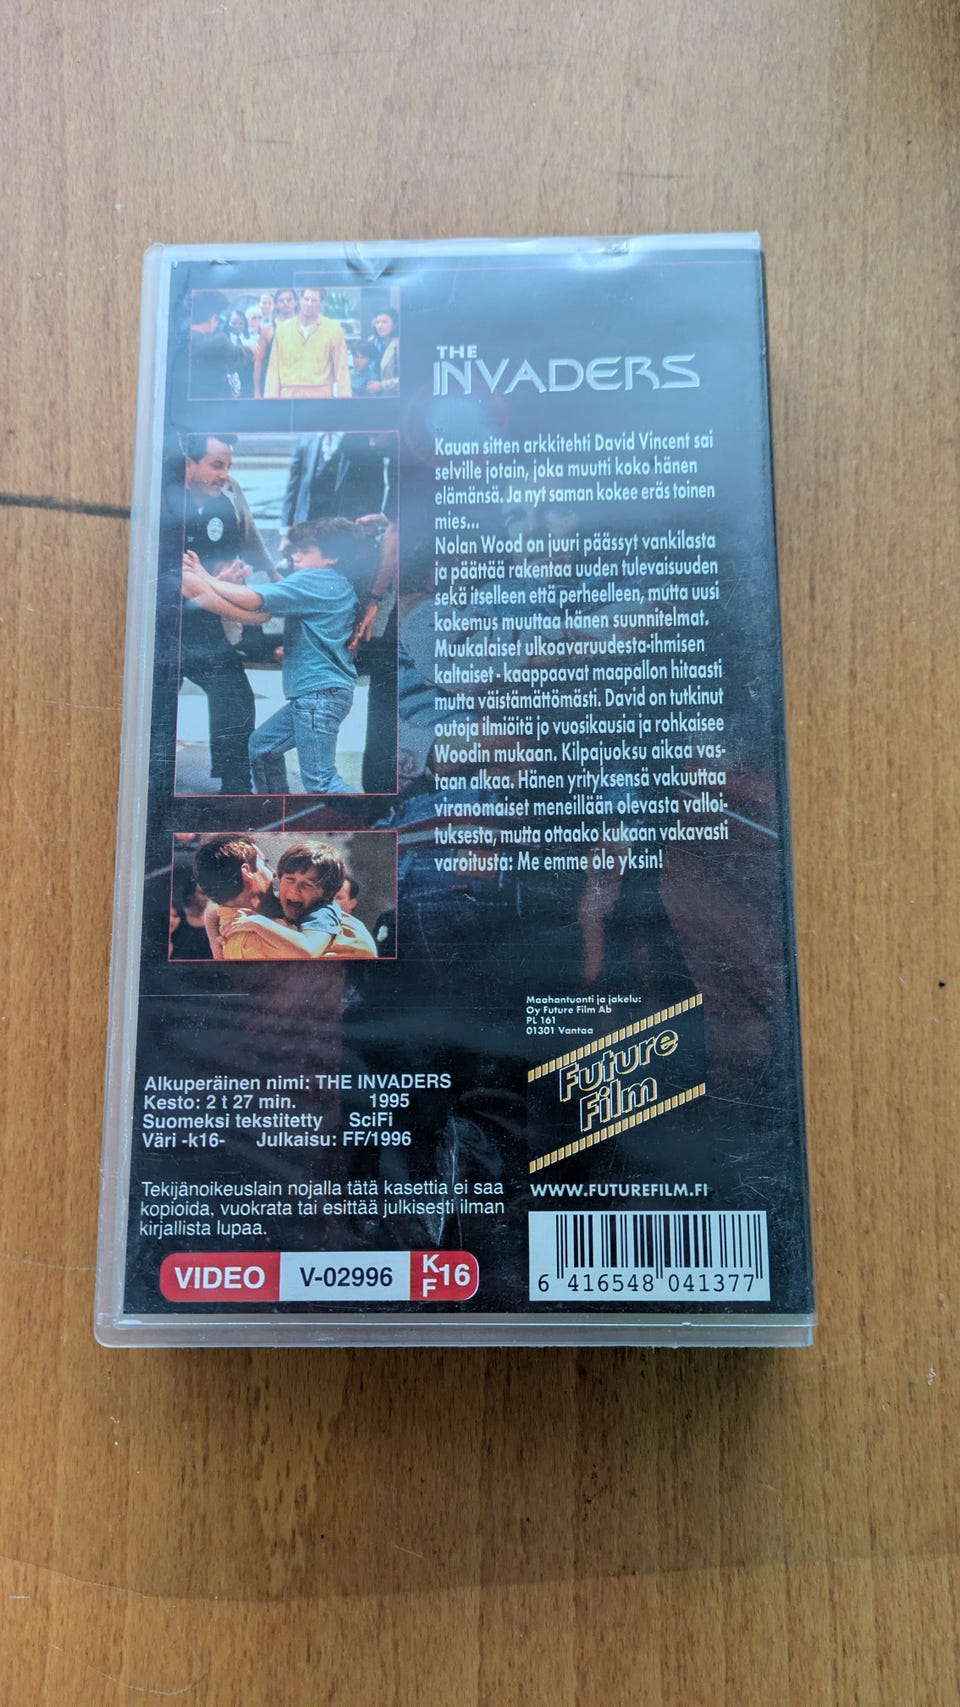 THE
INVADERS
Kauan sitten arkkitehti David Vincent sai
selville jotain, joka muutti koko hänen
elämänsä. Ja nyt saman kokee eräs toinen
mies...
Nolan Wood on juuri päässyt vankilasta
ja päättää rakentaa uuden tulevaisuuden
sekä itselleen että perheelleen, mutta uusi
kokemus muuttaa hänen suunnitelmat.
Muukalaiset ulkoavaruudesta-ihmisen
kaltaiset - kaappaavat maapallon hitaasti
mutta väistämättömästi. David on tutkinut
outoja ilmiöitä jo vuosikausia ja rohkaisee
Woodin mukaan. Kilpajuoksu aikaa vas-
taan alkaa. Hänen yrityksensä vakuuttaa
viranomaiset meneillään olevasta valloi-
tuksesta, mutta ottaako kukaan vakavasti
varoitusta: Me emme ole yksin!
Maahantuonti ja jakelu:
Oy Future Film Ab
PL 161
01301 Vantaa
Future
Film
WWW.FUTUREFILM.FI
Alkuperäinen nimi: THE INVADERS
Kesto: 2 t 27 min. 1995
Suomeksi tekstitetty SciFi
Väri -k16- Julkaisu: FF/1996
Tekijänoikeuslain nojalla tätä kasettia ei saa
kopioida, vuokrata tai esittää julkisesti ilman
kirjallista lupaa.
VIDEO V-02996 K F 16
6 416548 041377